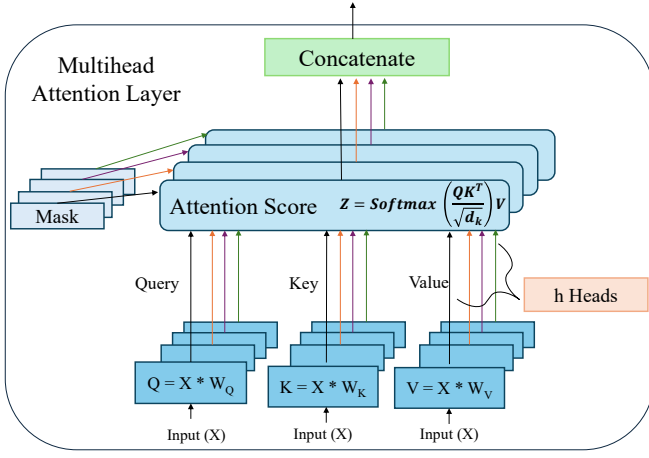 Concatenate
Multihead
Attention Layer
Mask
Attention Score Z = Softmax (QK^T / √d_k) V
Query
Key
Value
h Heads
Q = X * W_Q
K = X * W_K
V = X * W_V
Input (X)
Input (X)
Input (X)